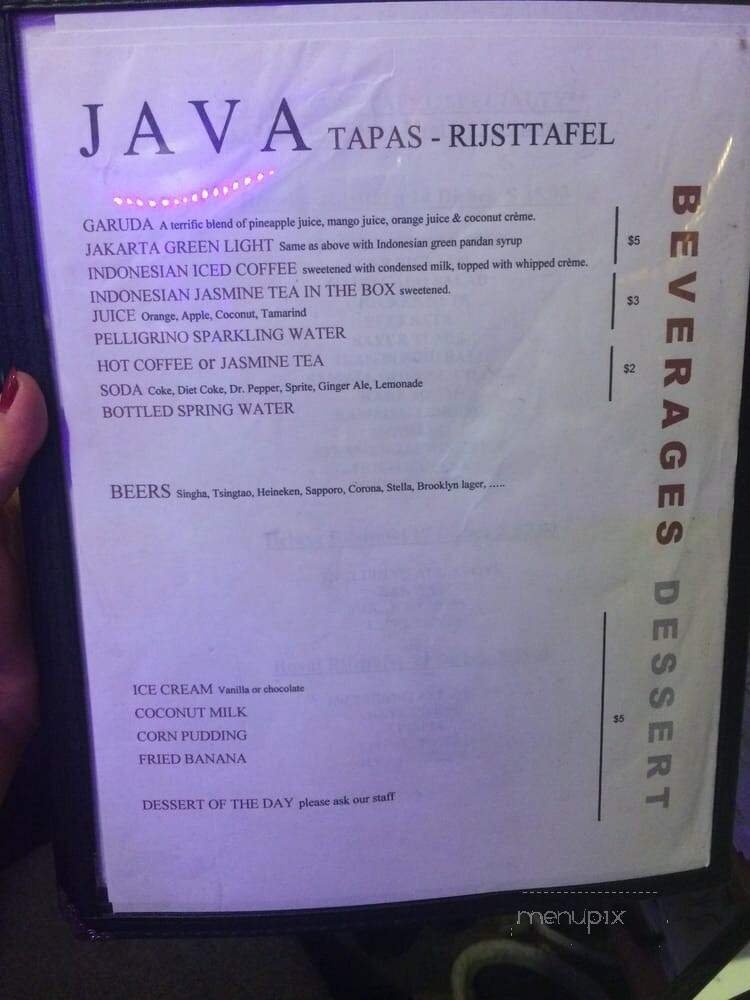 JAVA TAPAS - RIJSTTAFEL
GARUDA A terrific blend of pineapple juice, mango juice, orange juice & coconut crème.
JAKARTA GREEN LIGHT Same as above with Indonesian green pandan syrup
INDONESIAN ICED COFFEE sweetened with condensed milk, topped with whipped crème.
$5
INDONESIAN JASMINE TEA IN THE BOX sweetened.
JUICE Orange, Apple, Coconut, Tamarind
PELLIGRINO SPARKLING WATER
$3
HOT COFFEE or JASMINE TEA
SODA Coke, Diet Coke, Dr. Pepper, Sprite, Ginger Ale, Lemonade
BOTTLED SPRING WATER
$2
BEERS Singha, Tsingtao, Heineken, Sapporo, Corona, Stella, Brooklyn lager, .....
BEVERAGES DESSERT
ICE CREAM Vanilla or chocolate
COCONUT MILK
CORN PUDDING
FRIED BANANA
$5
DESSERT OF THE DAY please ask our staff
menupix